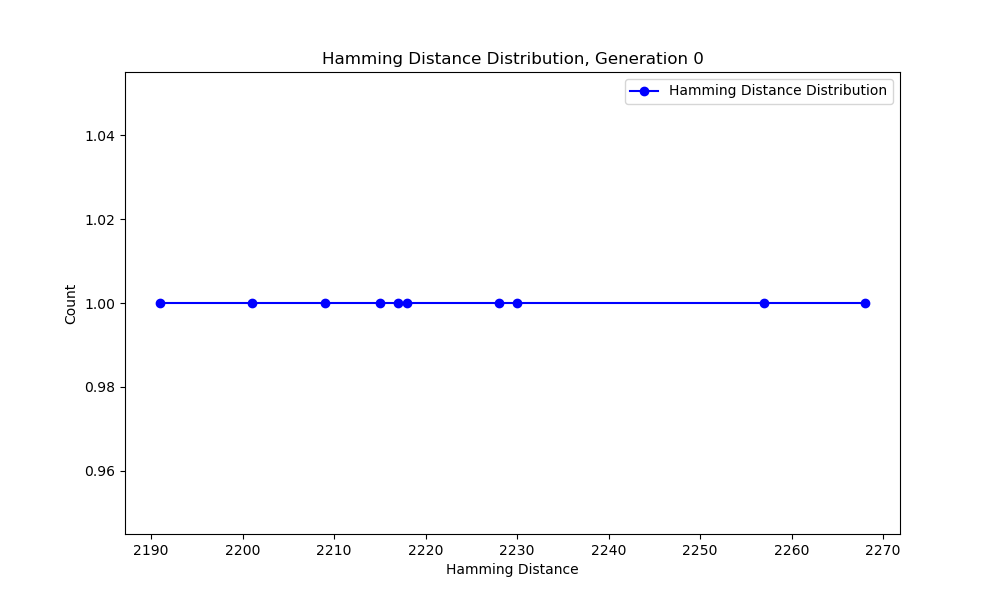 Hamming Distance Distribution, Generation 0
Hamming Distance Distribution
1.04
1.02
1.00
0.98
0.96
Count
2190 2200 2210 2220 2230 2240 2250 2260 2270
Hamming Distance